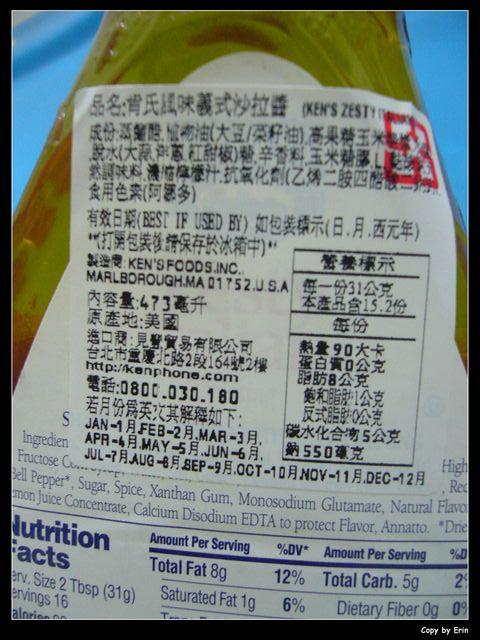 品名:肯氏風味義式沙拉醬 (KEN'S ZESTY I
成份:蒸餾醋,植物油(大豆/菜籽油),高果糖玉米
脫水(大蒜,洋蔥,紅甜椒)糖,辛香料,玉米糖膠,L
然調味料,濃縮檸檬汁,抗氧化劑(乙烯二胺四醋酸二
食用色素(阿娜多)
有效日期(BEST IF USED BY) 如包裝標示(日.月.西元年)
**(打開包裝後請保存於冰箱中)**
製造商:KEN'S FOODS.INC.
MARLBOROUGH.MA 01752.U.S.A
內容量:473毫升
原產地:美國
進口商:見豐貿易有限公司
台北市重慶北路2段164號2樓
http://kenphone.com
電話:0800.030.180
若月份為英文其解釋如下:
JAN-1月,FEB-2月,MAR-3月,
APR-4月,MAY-5月,JUN-6月,
JUL-7月,AUG-8月,SEP-9月,OCT-10月,NOV-11月,DEC-12月
營養標示
每一份31公克
本產品含15.2份
每份
熱量90大卡
蛋白質0公克
脂肪8公克
飽和脂肪1公克
反式脂肪0公克
碳水化合物5公克
鈉550毫克
Ingredien
High
Fructose Co
Bell Pepper*, Sugar, Spice, Xanthan Gum, Monosodium Glutamate, Natural Flavo
emon Juice Concentrate, Calcium Disodium EDTA to protect Flavor, Annatto. *Drie
Nutrition
Facts
erv. Size 2 Tbsp (31g)
ervings 16
alories
Amount Per Serving %DV* Amount Per Serving %D
Total Fat 8g 12% Total Carb. 5g 2
Saturated Fat 1g 6% Dietary Fiber 0g 0%
Copy by Erin